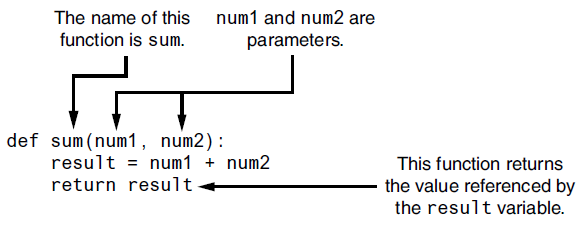 The name of this
function is sum.
num1 and num2 are
parameters.
def sum(num1, num2):
    result = num1 + num2
    return result
This function returns
the value referenced by
the result variable.